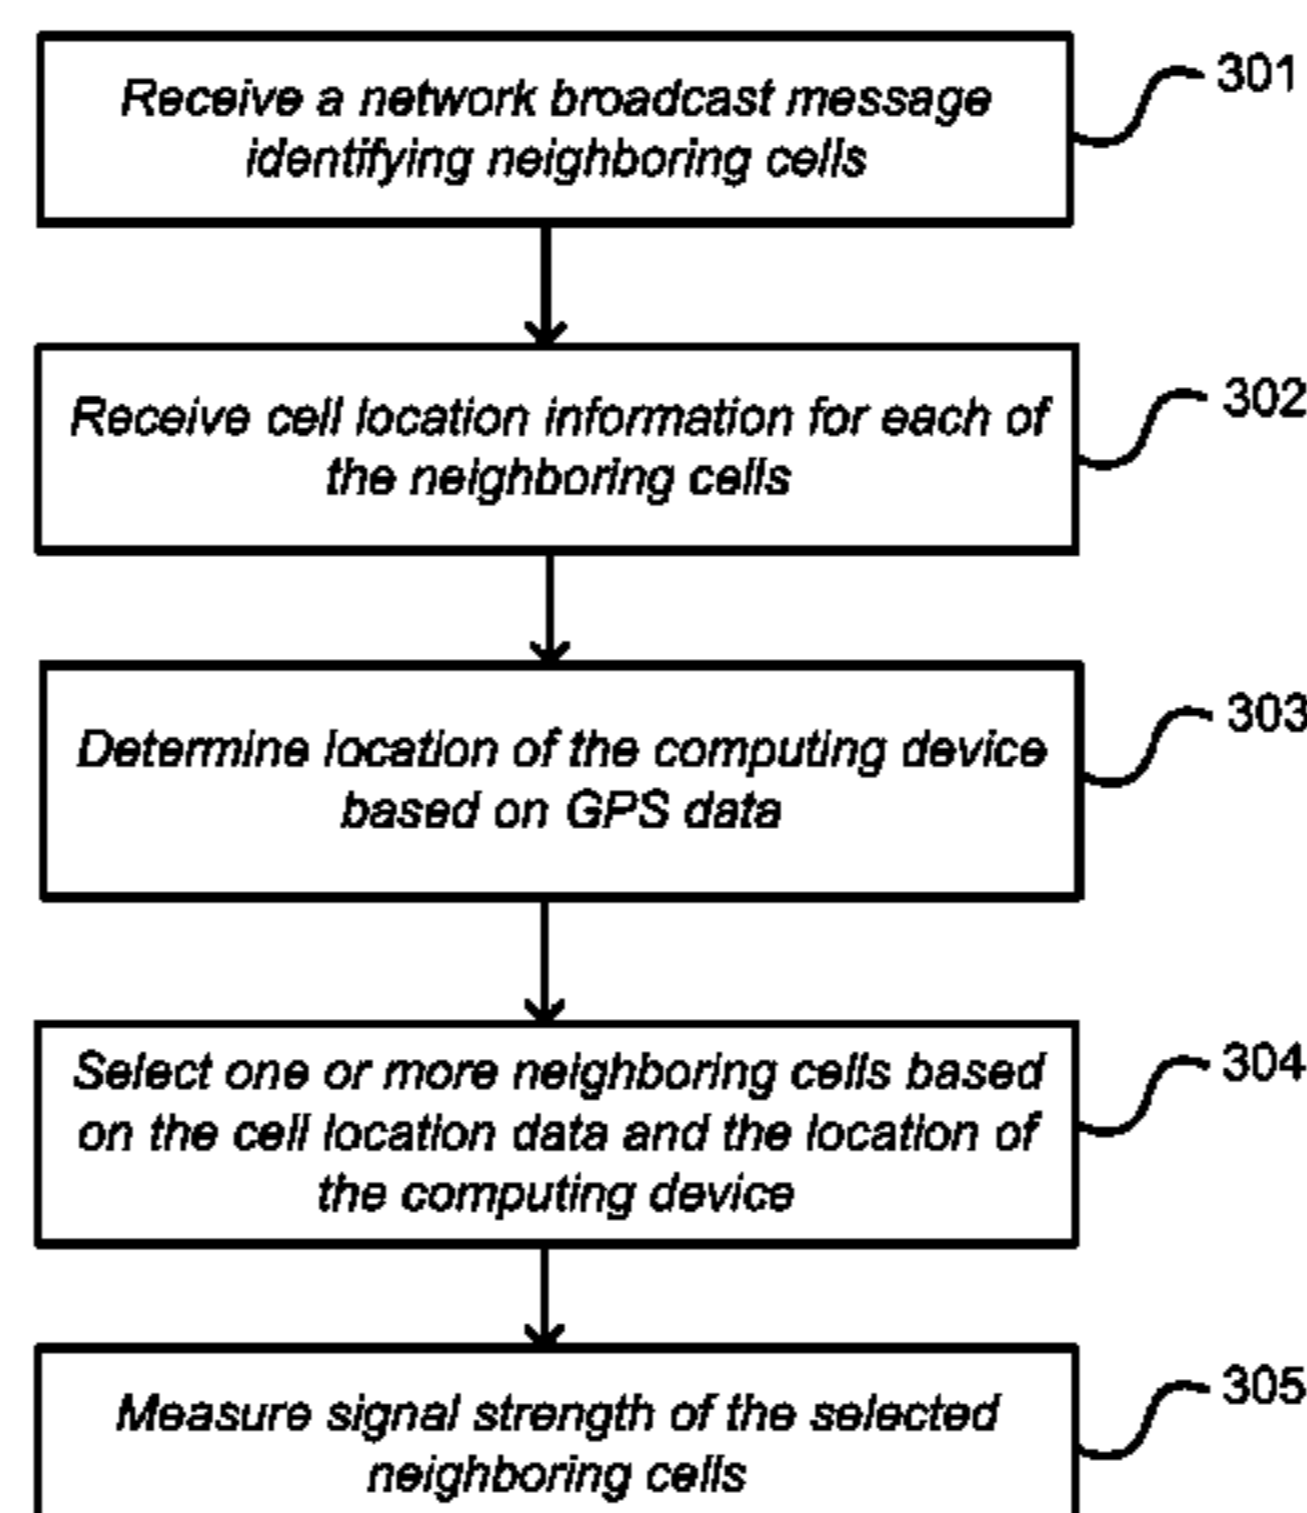 Receive a network broadcast message
identifying neighboring cells
301
Receive cell location information for each of
the neighboring cells
302
Determine location of the computing device
based on GPS data
303
Select one or more neighboring cells based
on the cell location data and the location of
the computing device
304
Measure signal strength of the selected
neighboring cells
305